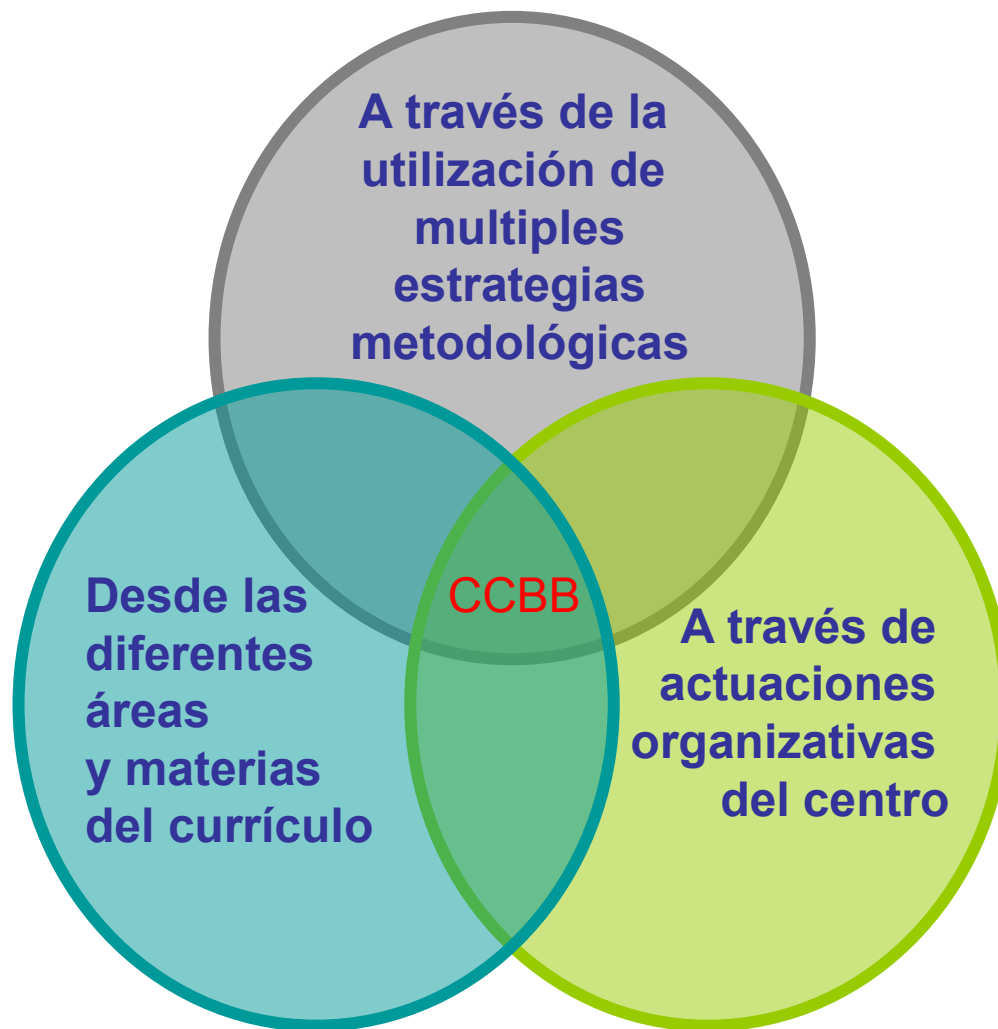 A través de la
utilización de
multiples
estrategias
metodológicas
Desde las
diferentes
áreas
y materias
del currículo
CCBB
A través de
actuaciones
organizativas
del centro